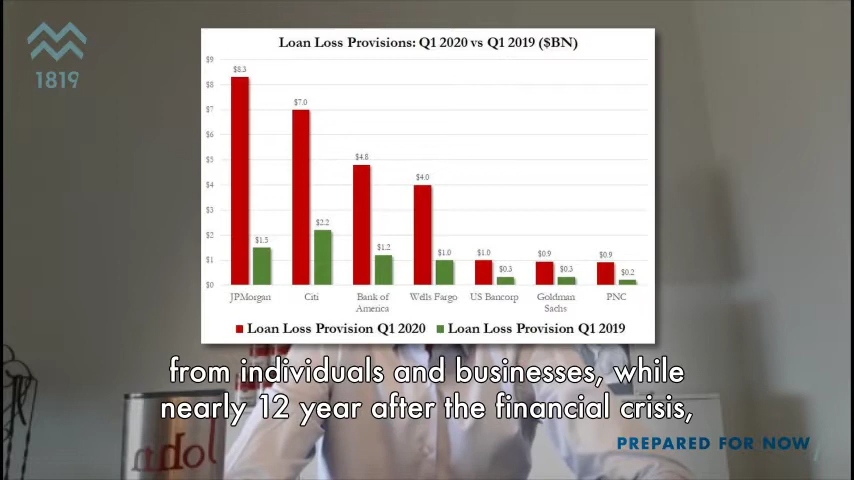 1819
Loan Loss Provisions: Q1 2020 vs Q1 2019 ($BN)
$9
$8
$7
$6
$5
$4
$3
$2
$1
$0
$8.3
$1.5
$7.0
$2.2
$4.8
$1.2
$4.0
$1.0
$1.0
$0.3
$0.9
$0.3
$0.9
$0.2
JPMorgan
Citi
Bank of
America
Wells Fargo
US Bancorp
Goldman
Sachs
PNC
Loan Loss Provision Q1 2020
Loan Loss Provision Q1 2019
from individuals and businesses, while
nearly 12 year after the financial crisis,
PREPARED FOR NOW